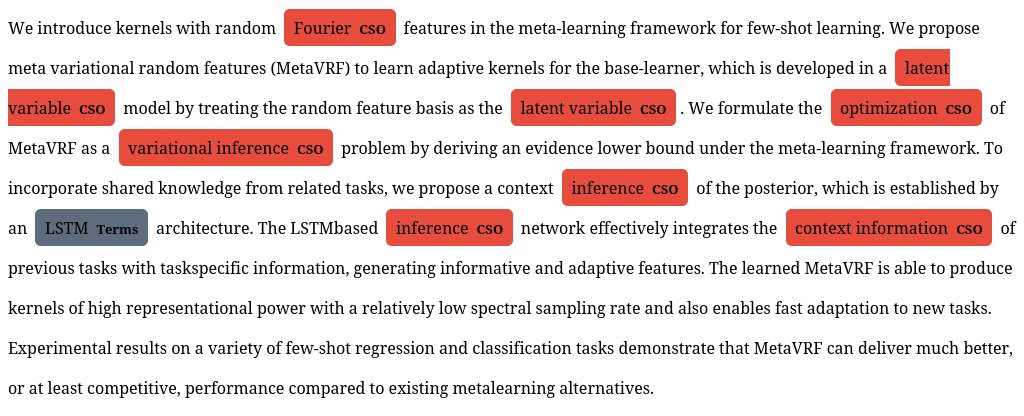 We introduce kernels with random Fourier CSO features in the meta-learning framework for few-shot learning. We propose
meta variational random features (MetaVRF) to learn adaptive kernels for the base-learner, which is developed in a latent
variable CSO model by treating the random feature basis as the latent variable CSO . We formulate the optimization CSO of
MetaVRF as a variational inference CSO problem by deriving an evidence lower bound under the meta-learning framework. To
incorporate shared knowledge from related tasks, we propose a context inference CSO of the posterior, which is established by
an LSTM Terms architecture. The LSTMbased inference CSO network effectively integrates the context information CSO of
previous tasks with taskspecific information, generating informative and adaptive features. The learned MetaVRF is able to produce
kernels of high representational power with a relatively low spectral sampling rate and also enables fast adaptation to new tasks.
Experimental results on a variety of few-shot regression and classification tasks demonstrate that MetaVRF can deliver much better,
or at least competitive, performance compared to existing metalearning alternatives.